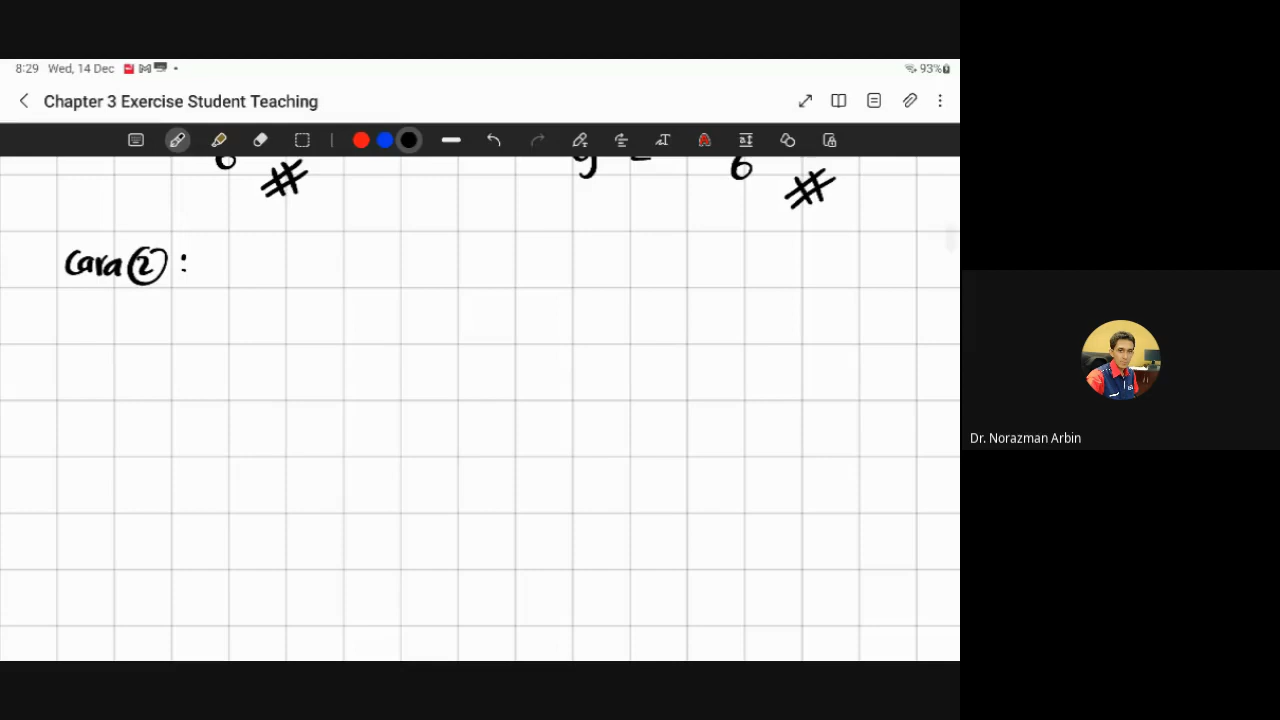 8:29 Wed, 14 Dec
93%
Chapter 3 Exercise Student Teaching
6 #
y = 6 #
Cara ② :
Dr. Norazman Arbin